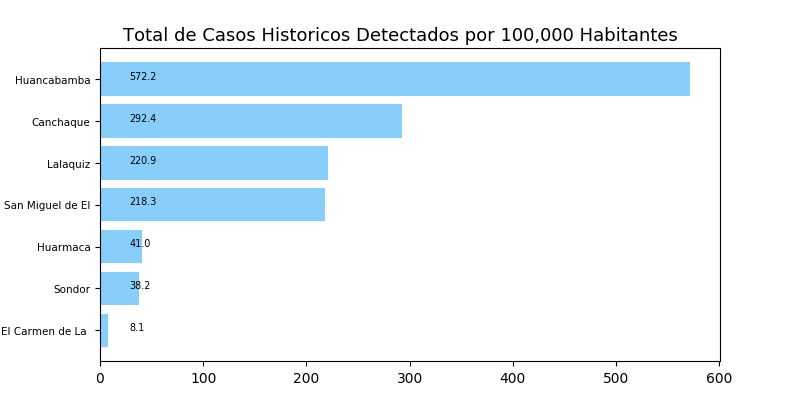 Total de Casos Historicos Detectados por 100,000 Habitantes
Huancabamba 572.2
Canchaque 292.4
Lalaquiz 220.9
San Miguel de El 218.3
Huarmaca 41.0
Sondor 38.2
El Carmen de La 8.1
0 100 200 300 400 500 600